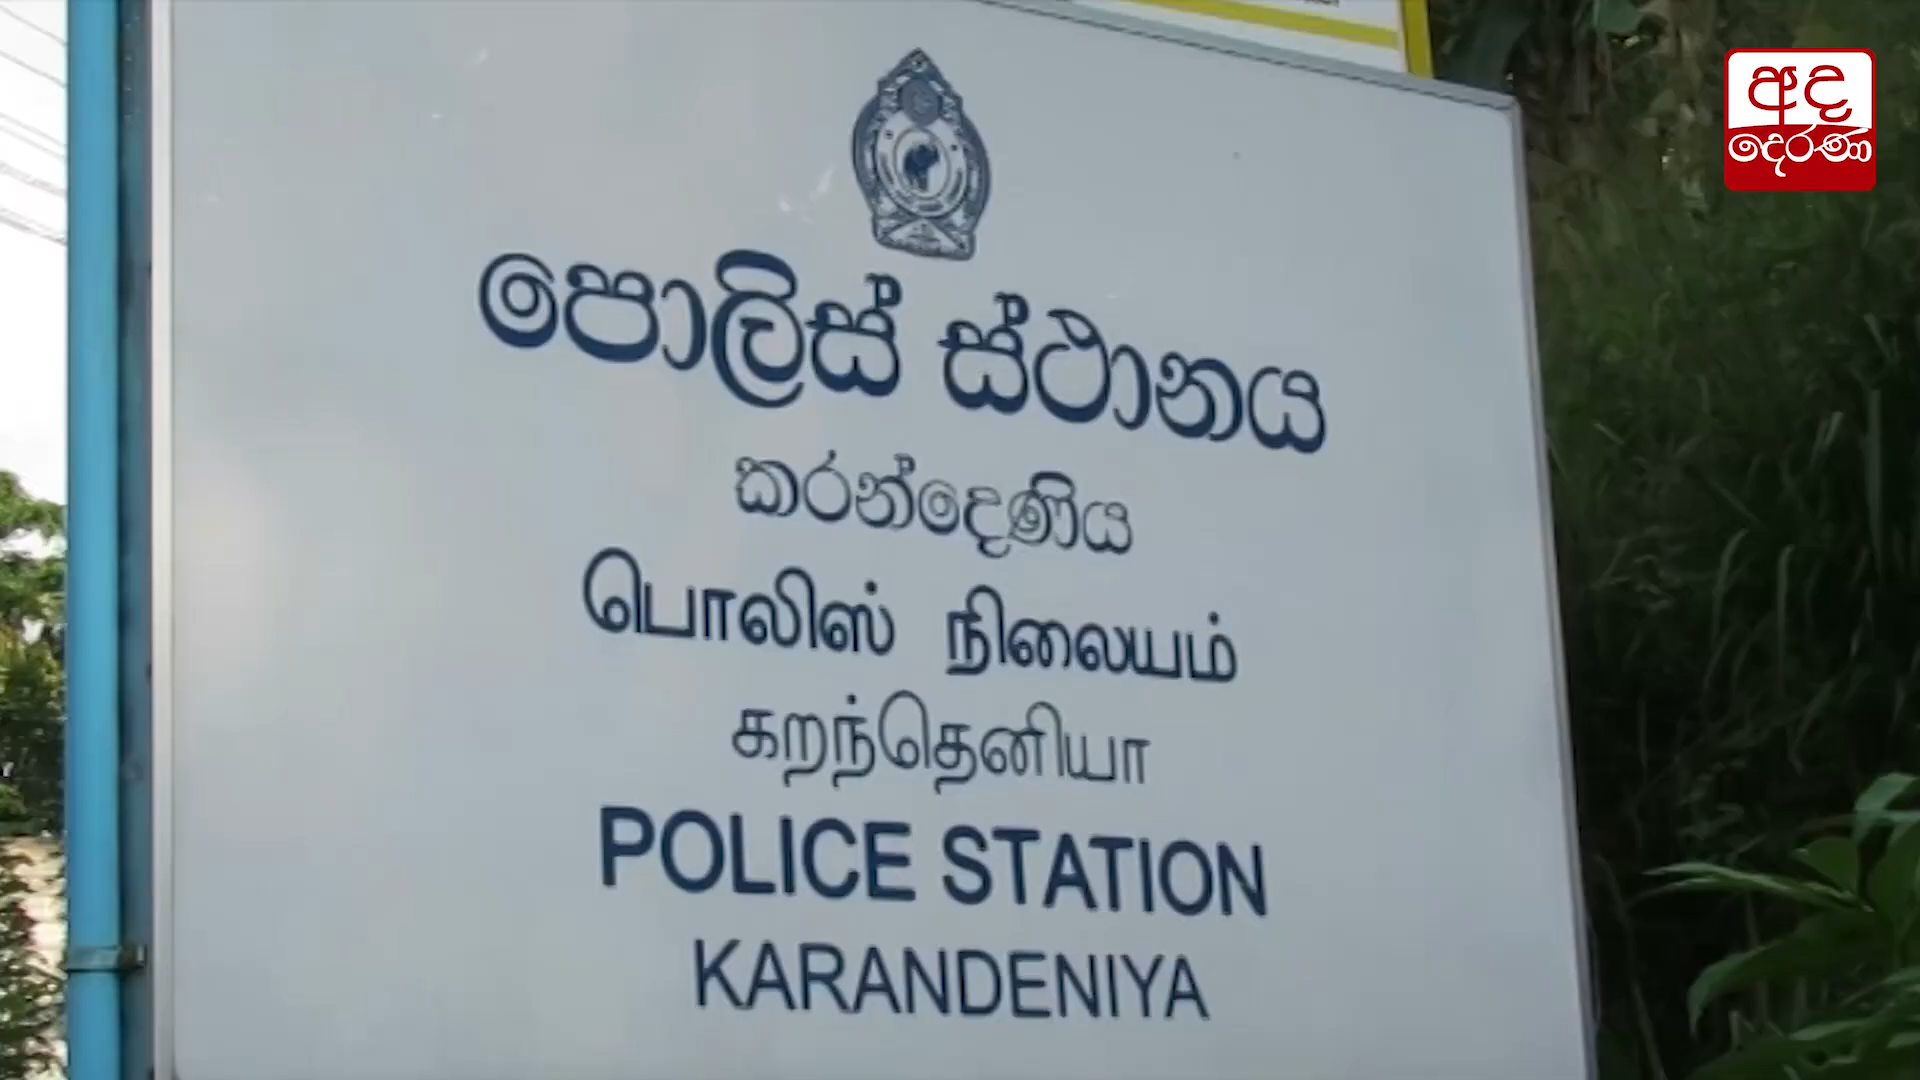 අද
දෙරණ
පොලිස් ස්ථානය
කරන්දෙණිය
பொலிஸ் நிலையம்
கறந்தெனியா
POLICE STATION
KARANDENIYA